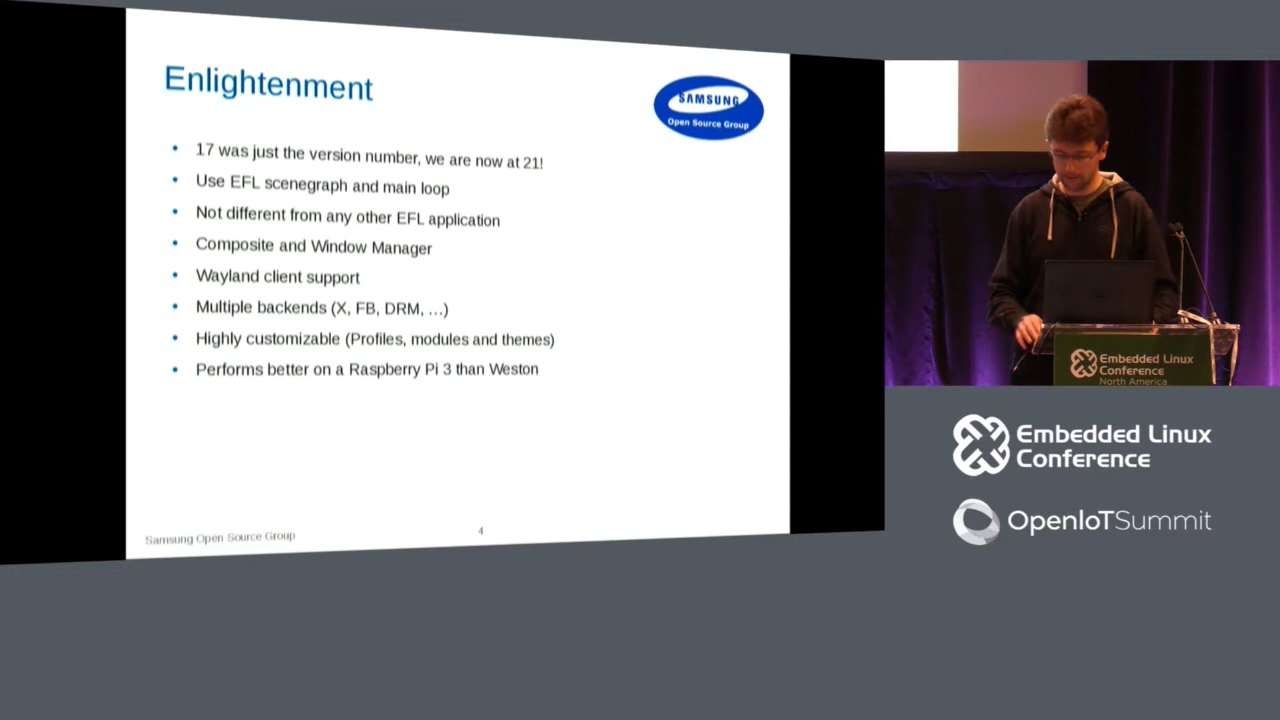 Enlightenment
SAMSUNG
Open Source Group
17 was just the version number, we are now at 21!
Use EFL scenegraph and main loop
Not different from any other EFL application
Composite and Window Manager
Wayland client support
Multiple backends (X, FB, DRM, …)
Highly customizable (Profiles, modules and themes)
Performs better on a Raspberry Pi 3 than Weston
Samsung Open Source Group
4
Embedded Linux
Conference
North America
Embedded Linux
Conference
OpenIoTSummit